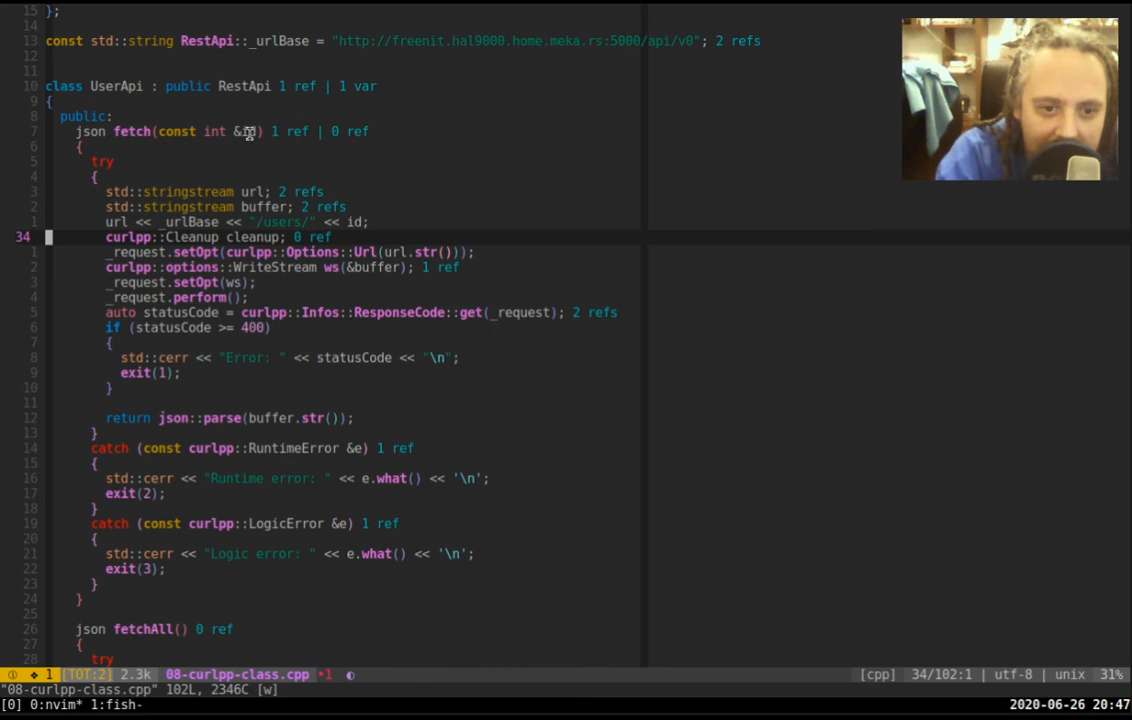 15 };
14
13 const std::string RestApi::_urlBase = "http://freenit.hal9000.home.meka.rs:5000/api/v0"; 2 refs
12
11
10 class UserApi : public RestApi 1 ref | 1 var
9 {
8 public:
7 json fetch(const int &id) 1 ref | 0 ref
6 {
5 try
4 {
3 std::stringstream url; 2 refs
2 std::stringstream buffer; 2 refs
1 url << _urlBase << "/users/" << id;
34 curlpp::Cleanup cleanup; 0 ref
1 _request.setOpt(curlpp::Options::Url(url.str()));
2 curlpp::options::WriteStream ws(&buffer); 1 ref
3 _request.setOpt(ws);
4 _request.perform();
5 auto statusCode = curlpp::Infos::ResponseCode::get(_request); 2 refs
6 if (statusCode >= 400)
7 {
8 std::cerr << "Error: " << statusCode << "\n";
9 exit(1);
10 }
11
12 return json::parse(buffer.str());
13 }
14 catch (const curlpp::RuntimeError &e) 1 ref
15 {
16 std::cerr << "Runtime error: " << e.what() << '\n';
17 exit(2);
18 }
19 catch (const curlpp::LogicError &e) 1 ref
20 {
21 std::cerr << "Logic error: " << e.what() << '\n';
22 exit(3);
23 }
24 }
25
26 json fetchAll() 0 ref
27 {
28 try
① ❖ 1 [TOT:2] 2.3k 08-curlpp-class.cpp •1 [cpp] 34/102:1 | utf-8 | unix 31%
"08-curlpp-class.cpp" 102L, 2346C [w]
[0] 0:nvim* 1:fish- 2020-06-26 20:47